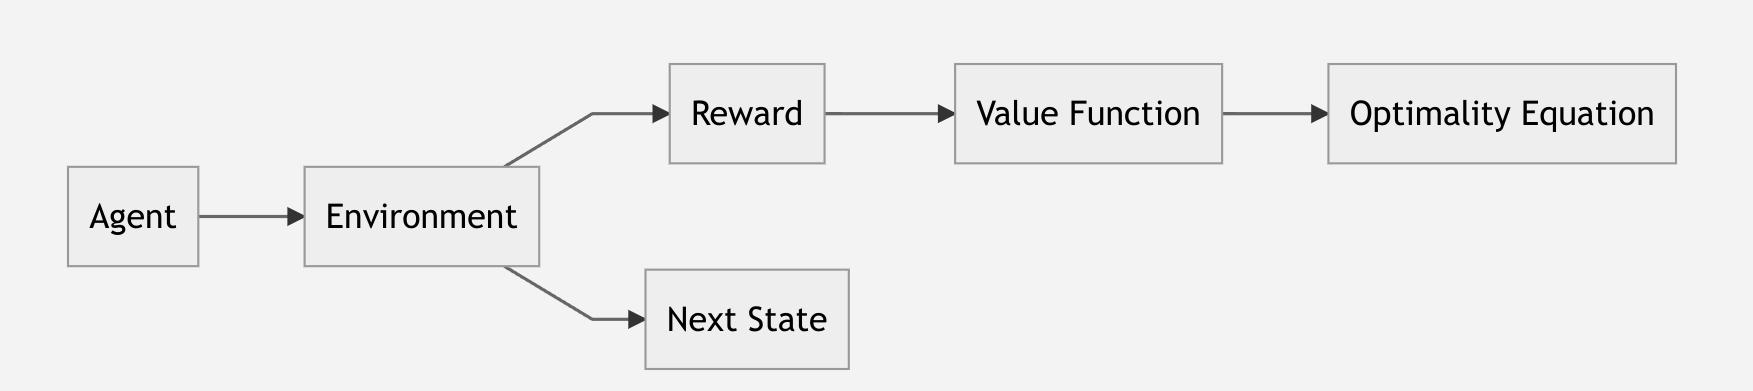 Agent
Environment
Reward
Value Function
Optimality Equation
Next State